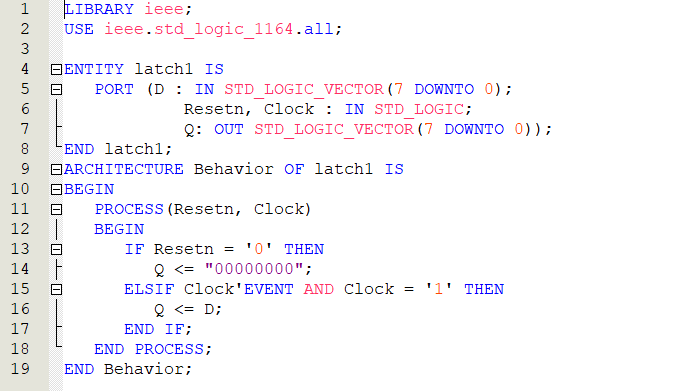 1 LIBRARY ieee;
2 USE ieee.std_logic_1164.all;
3
4 ENTITY latch1 IS
5 PORT (D : IN STD_LOGIC_VECTOR(7 DOWNTO 0);
6 Resetn, Clock : IN STD_LOGIC;
7 Q: OUT STD_LOGIC_VECTOR(7 DOWNTO 0));
8 END latch1;
9 ARCHITECTURE Behavior OF latch1 IS
10 BEGIN
11 PROCESS(Resetn, Clock)
12 BEGIN
13 IF Resetn = '0' THEN
14 Q <= "00000000";
15 ELSIF Clock'EVENT AND Clock = '1' THEN
16 Q <= D;
17 END IF;
18 END PROCESS;
19 END Behavior;